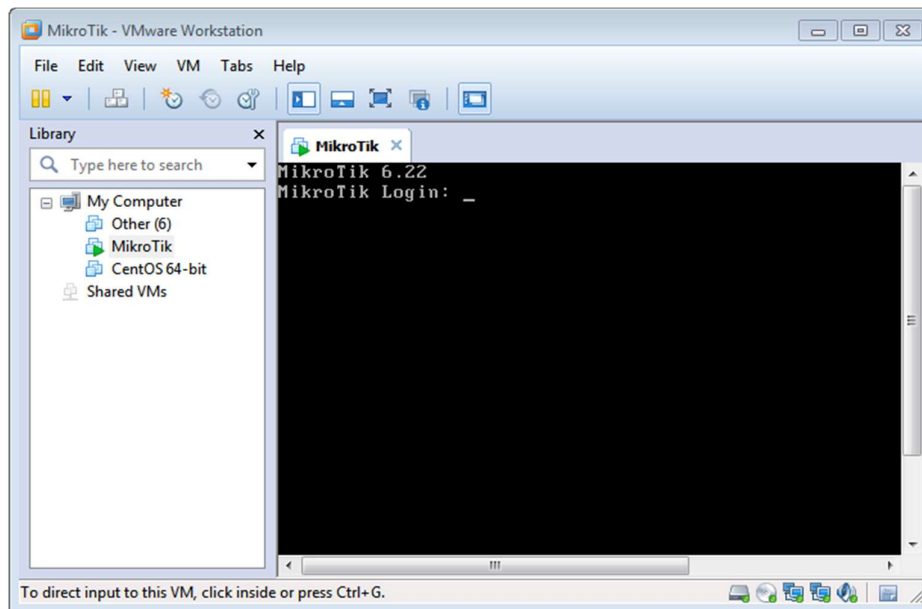 MikroTik - VMware Workstation
File Edit View VM Tabs Help
Library
Type here to search
My Computer
Other (6)
MikroTik
CentOS 64-bit
Shared VMs
MikroTik
MikroTik 6.22
MikroTik Login: _
To direct input to this VM, click inside or press Ctrl+G.